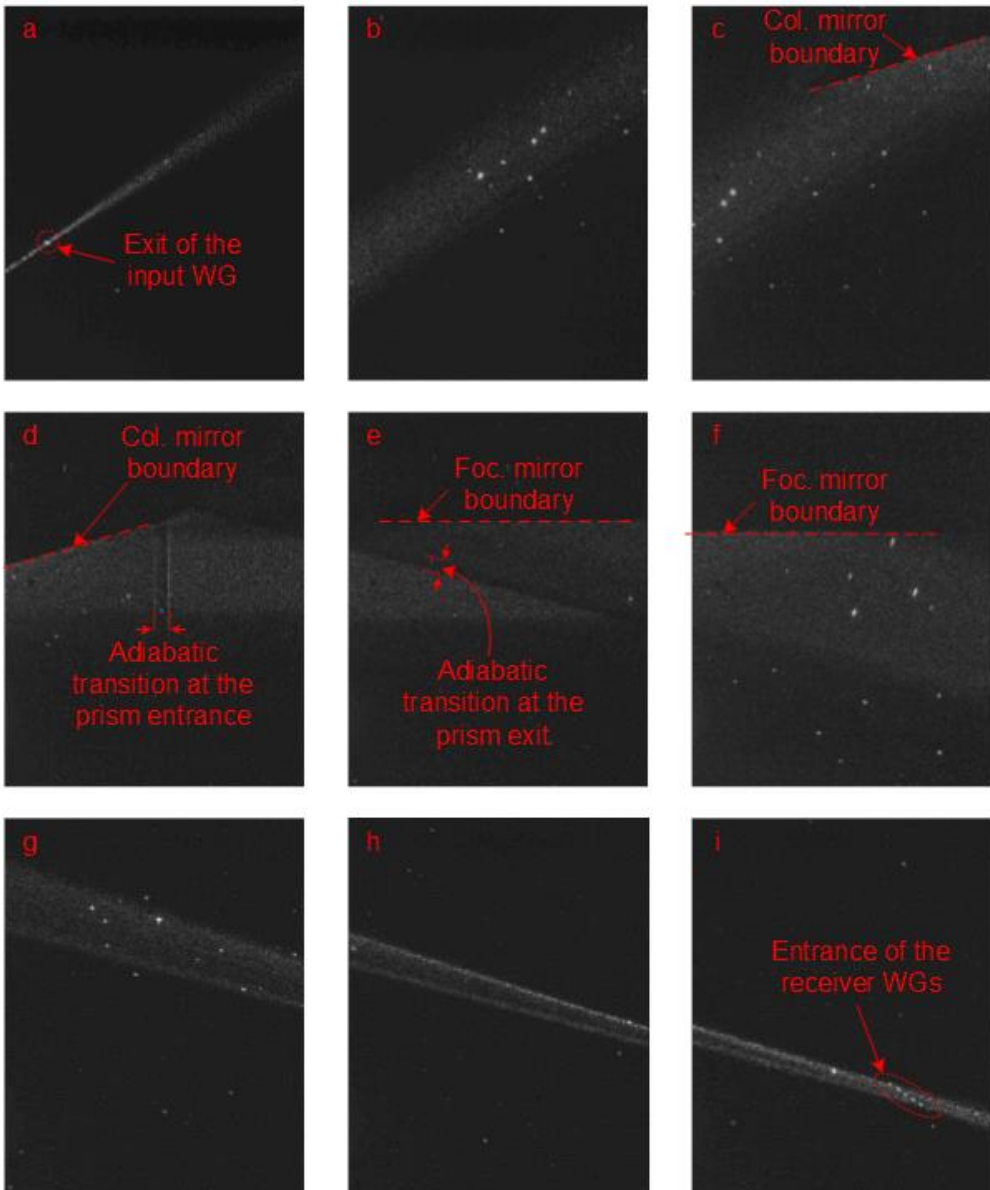 a
Exit of the
input WG
b
c
Col. mirror
boundary
d
Col. mirror
boundary
Adiabatic
transition at the
prism entrance
e
Foc. mirror
boundary
Adiabatic
transition at the
prism exit.
f
Foc. mirror
boundary
g
h
i
Entrance of the
receiver WGs